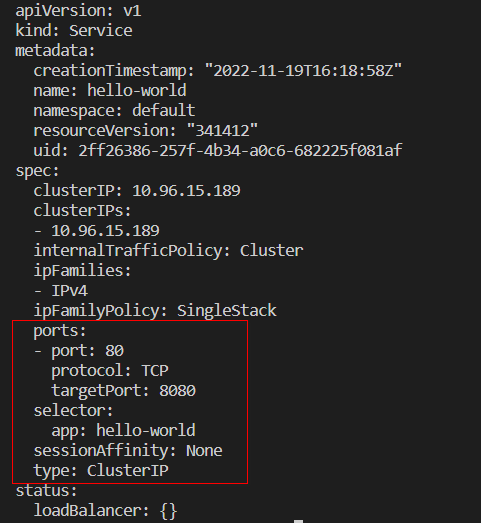 apiVersion: v1
kind: Service
metadata:
  creationTimestamp: "2022-11-19T16:18:58Z"
  name: hello-world
  namespace: default
  resourceVersion: "341412"
  uid: 2ff26386-257f-4b34-a0c6-682225f081af
spec:
  clusterIP: 10.96.15.189
  clusterIPs:
  - 10.96.15.189
  internalTrafficPolicy: Cluster
  ipFamilies:
  - IPv4
  ipFamilyPolicy: SingleStack
  ports:
  - port: 80
    protocol: TCP
    targetPort: 8080
  selector:
    app: hello-world
  sessionAffinity: None
  type: ClusterIP
status:
  loadBalancer: {}